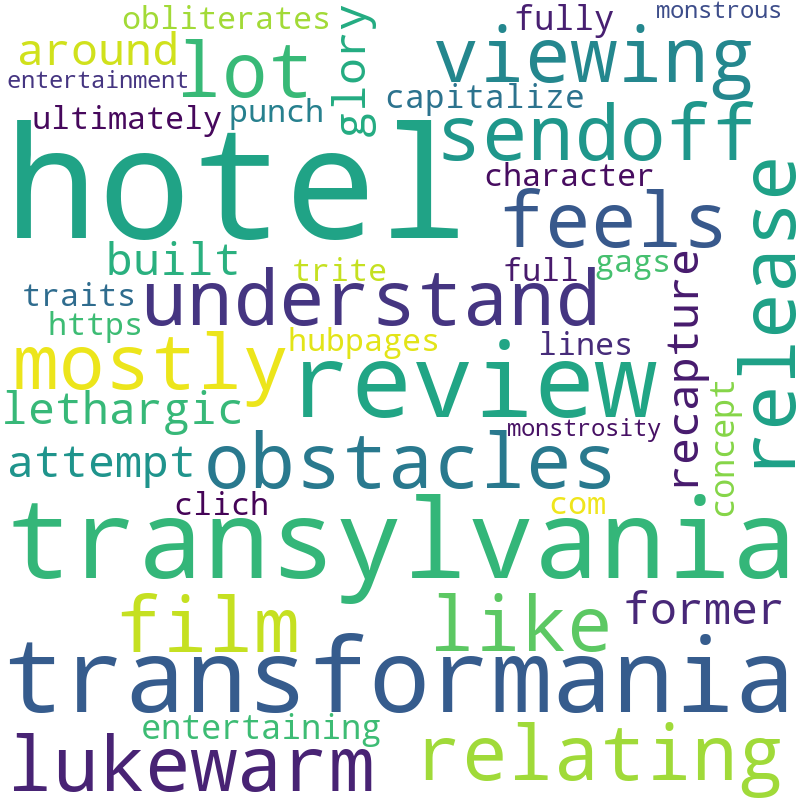 obliterates
fully
monstrous
around
lot
glory
viewing
entertainment
ultimately
punch
capitalize
sendoff
hotel
character
feels
release
built
trite
full
gags
traits
understand
recapture
https
hubpages
lines
mostly
review
concept
lethargic
monstrosity
attempt
obstacles
clich
com
transylvania
film
like
former
transformania
entertaining
lukewarm
relating